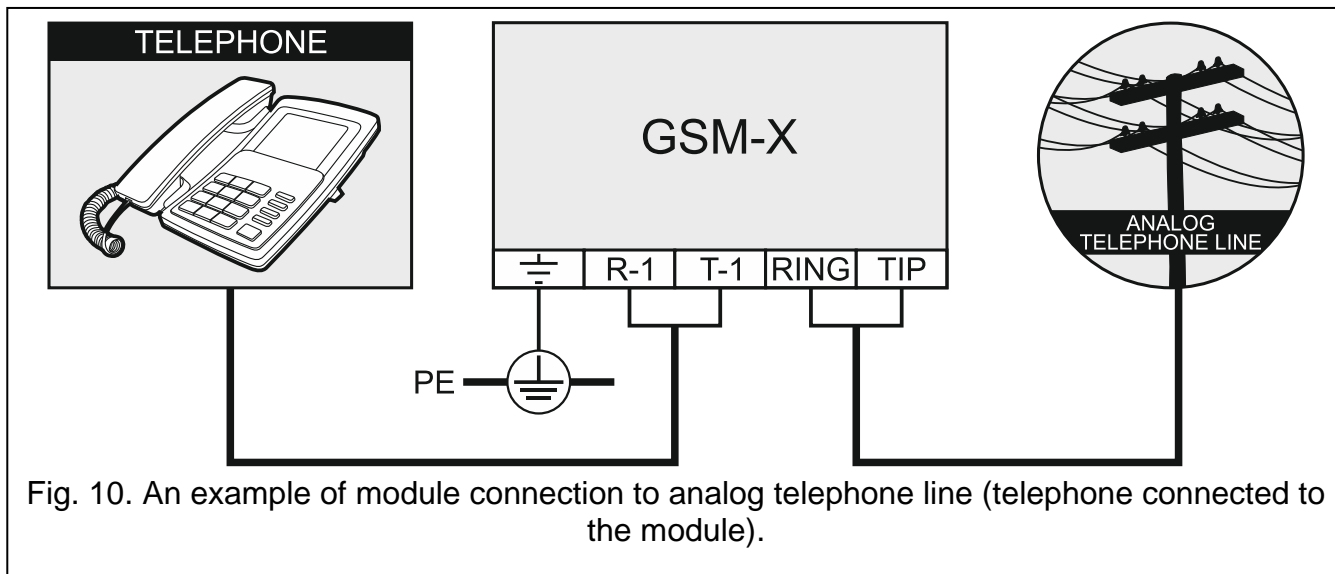 TELEPHONE
GSM-X
ANALOG
TELEPHONE LINE
R-1 T-1 RING TIP
PE
Fig. 10. An example of module connection to analog telephone line (telephone connected to
the module).